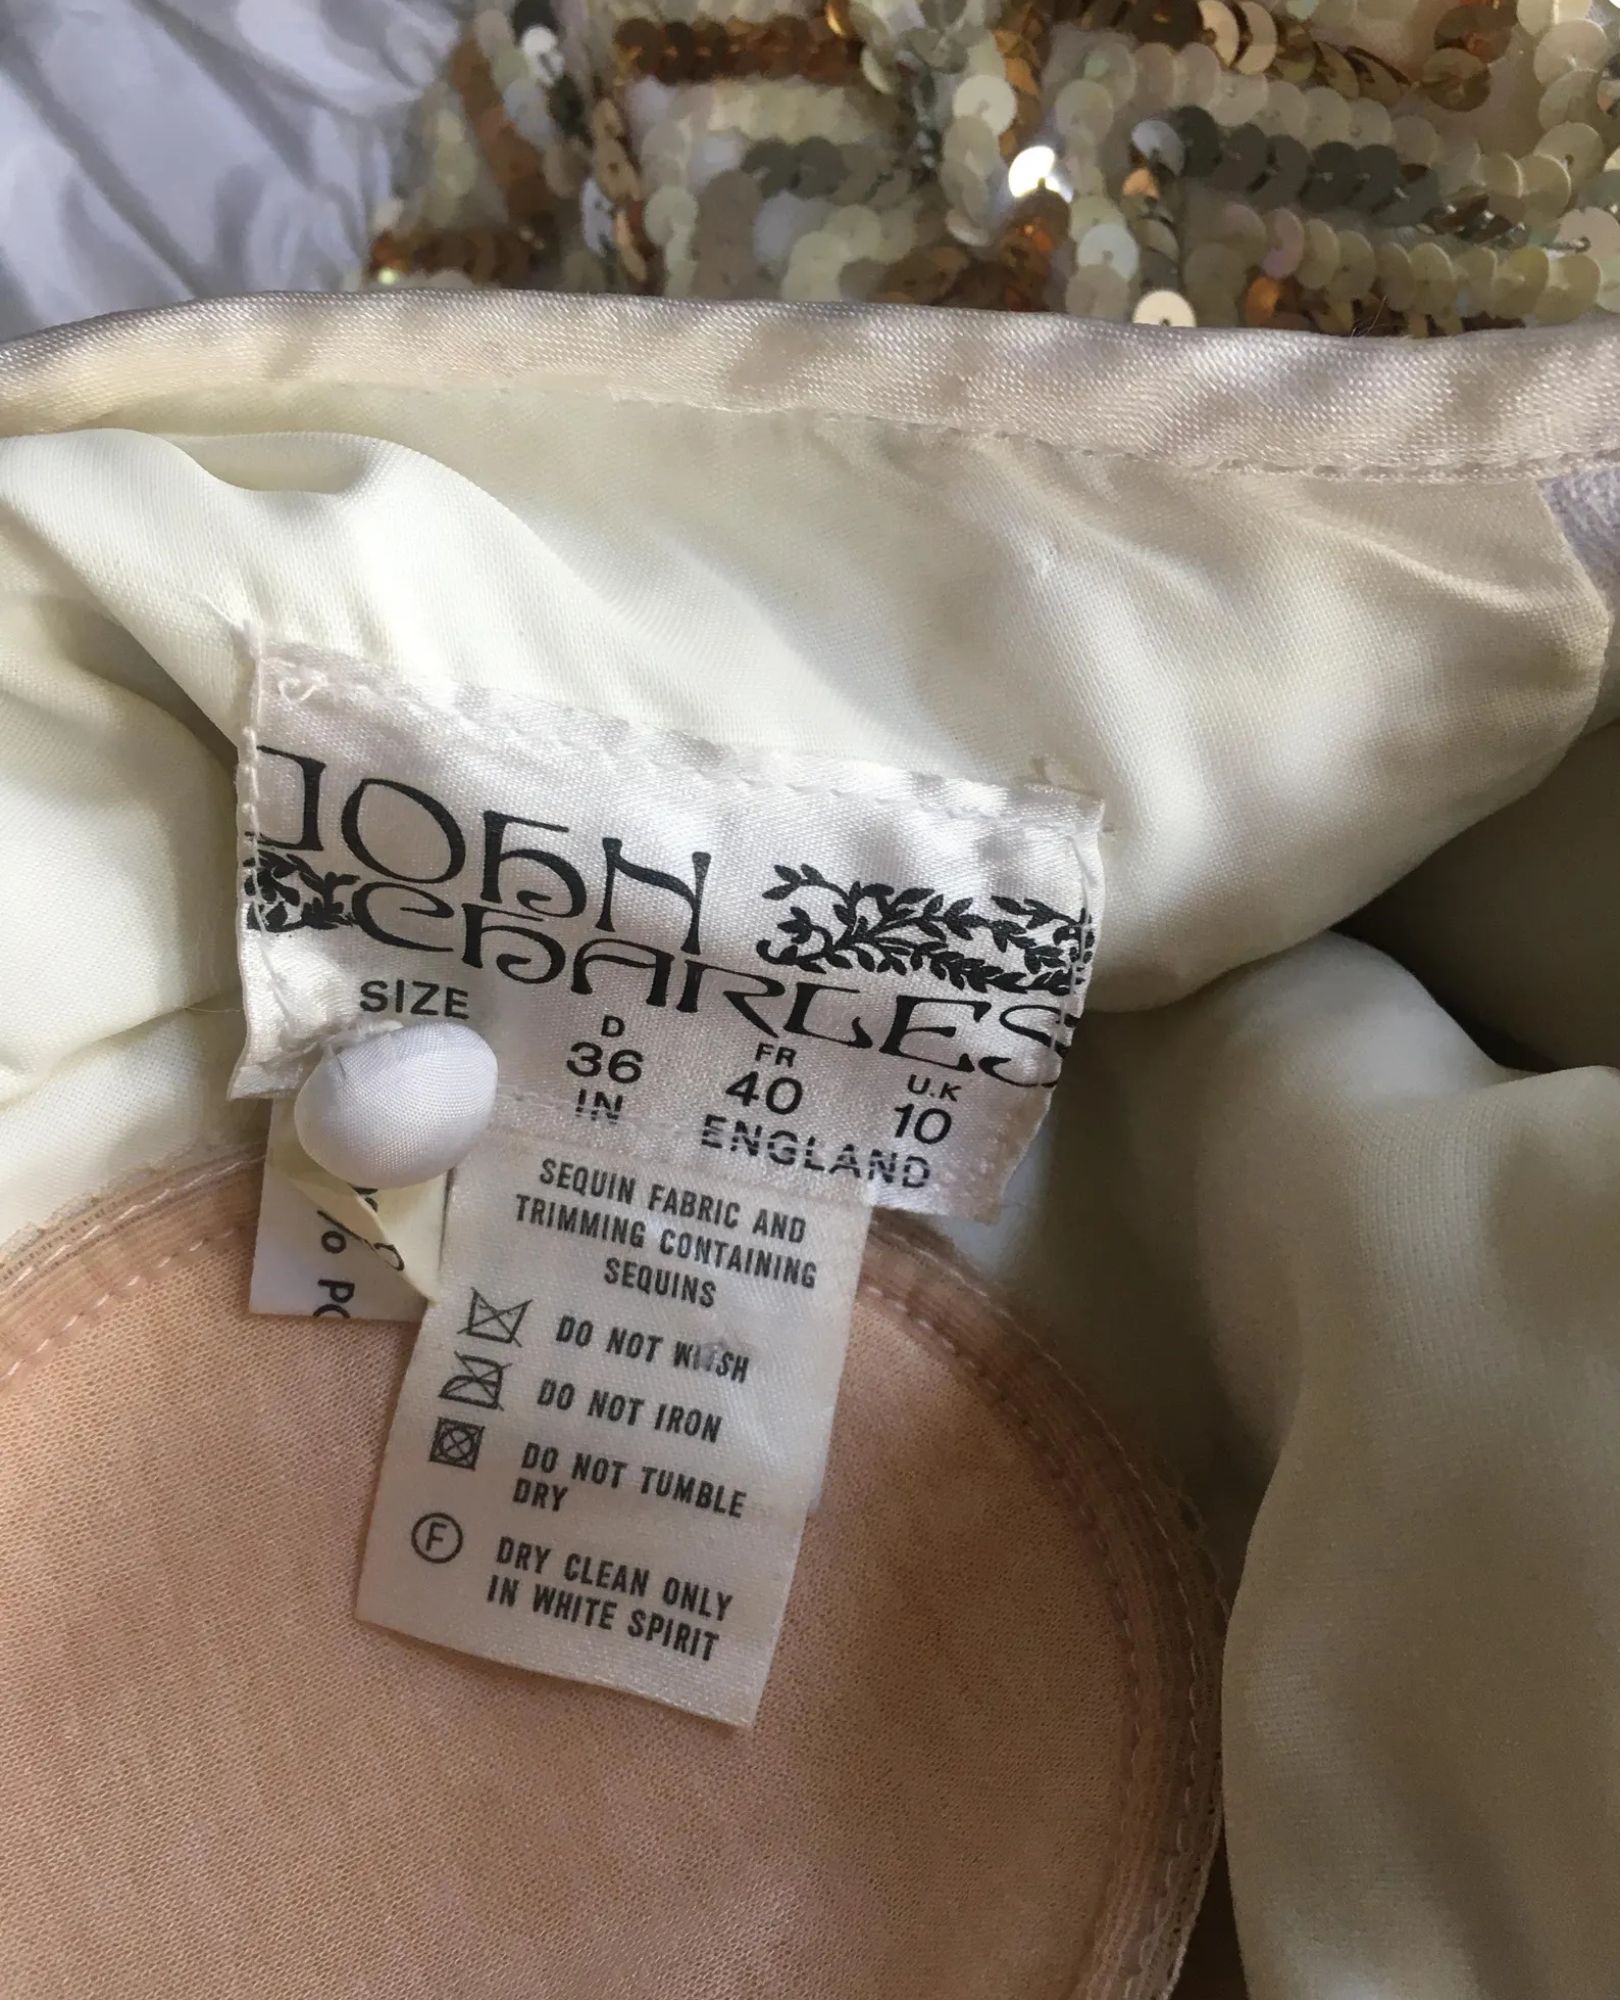 JOHN
CHARLES
SIZE
D FR U.K
36 40 10
IN ENGLAND
SEQUIN FABRIC AND
TRIMMING CONTAINING
SEQUINS
DO NOT WASH
DO NOT IRON
DO NOT TUMBLE
DRY
F DRY CLEAN ONLY
IN WHITE SPIRIT